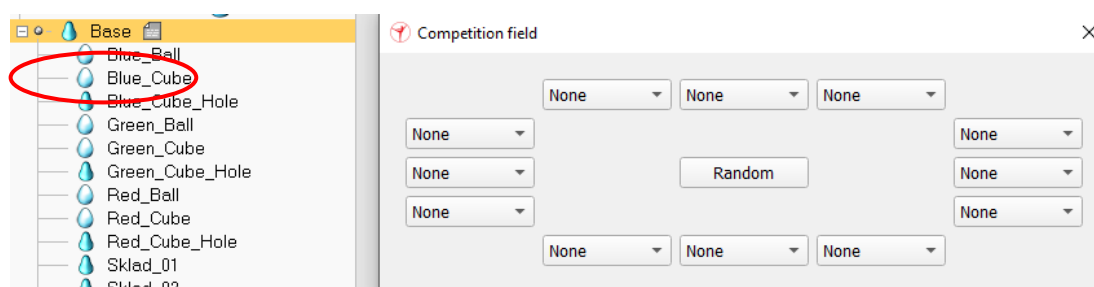 Base
Blue_Ball
Blue_Cube
Blue_Cube_Hole
Green_Ball
Green_Cube
Green_Cube_Hole
Red_Ball
Red_Cube
Red_Cube_Hole
Sklad_01
Competition field
None None None
None None
None Random None
None None
None None None